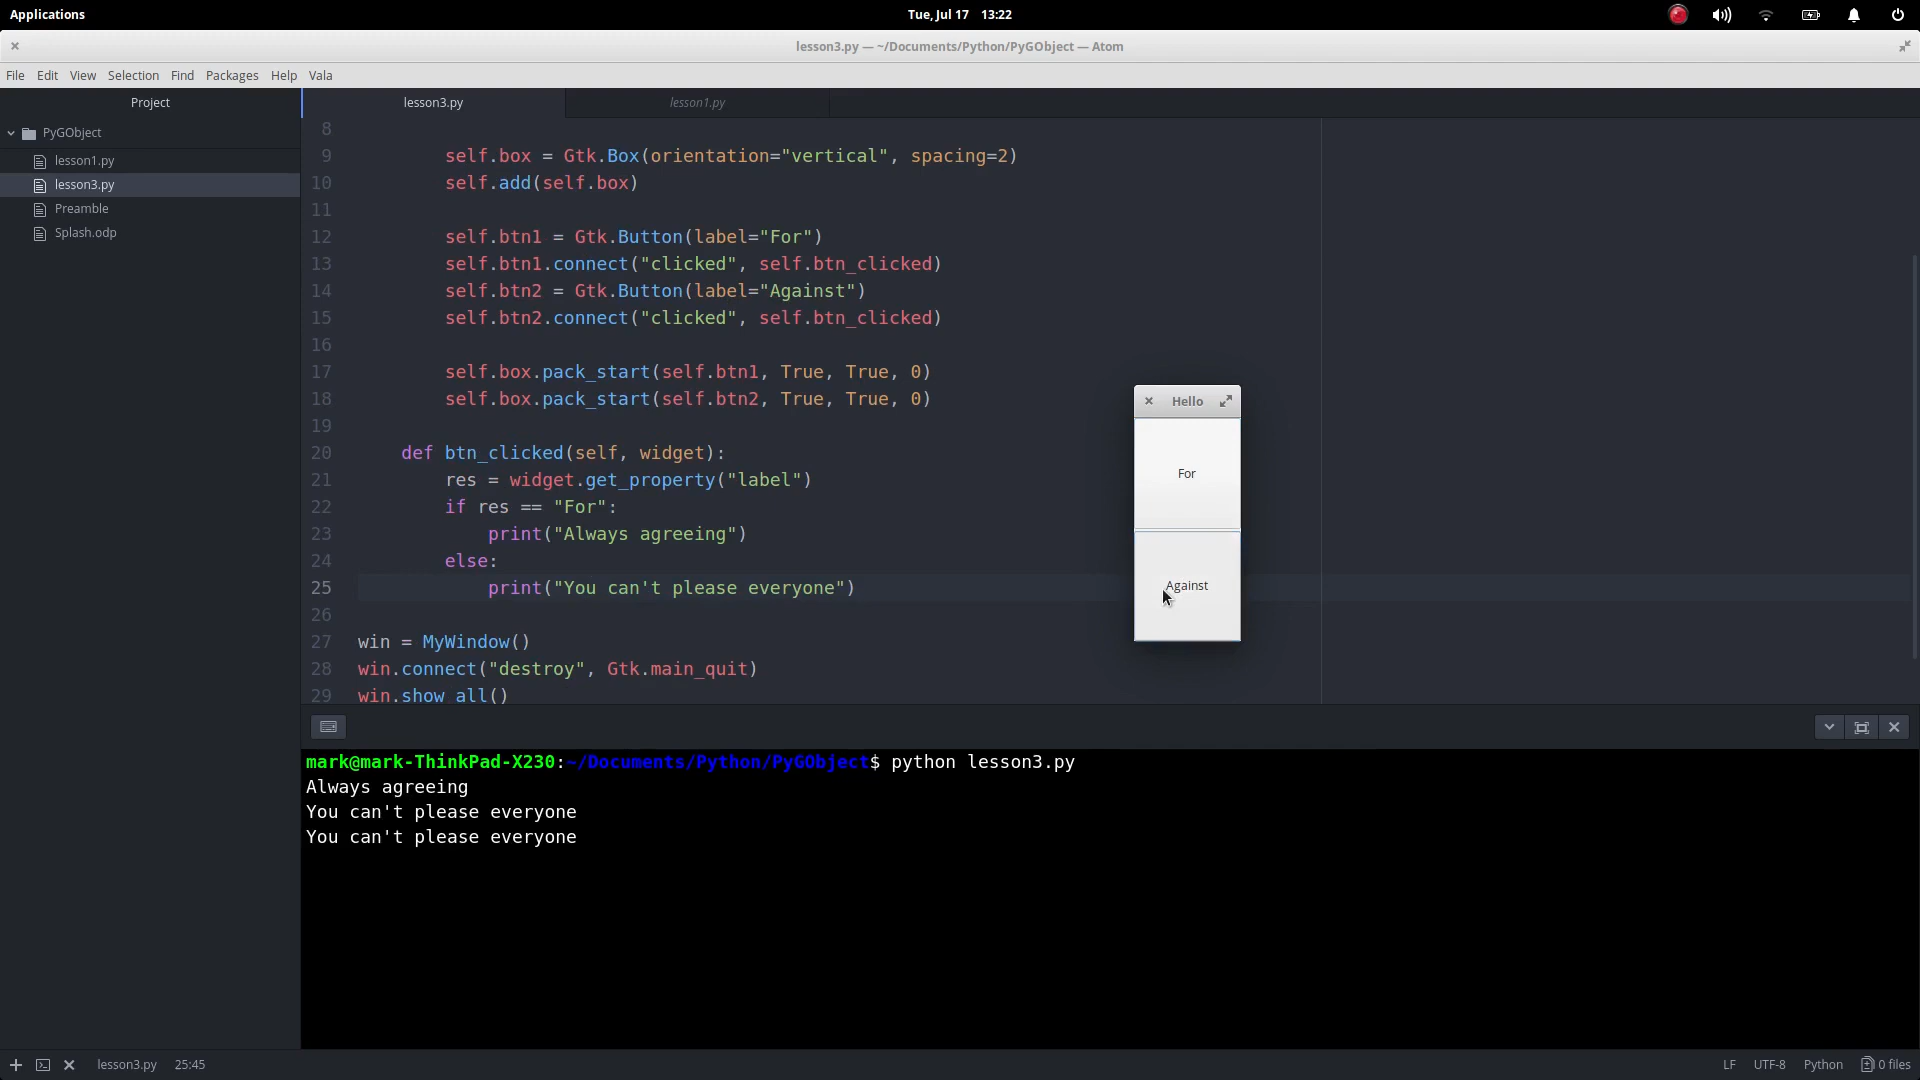 Applications
Tue, Jul 17   13:22
lesson3.py — ~/Documents/Python/PyGObject — Atom
File Edit View Selection Find Packages Help Vala
Project
PyGObject
lesson1.py
lesson3.py
Preamble
Splash.odp
lesson3.py
lesson1.py
8
9         self.box = Gtk.Box(orientation="vertical", spacing=2)
10         self.add(self.box)
11
12         self.btn1 = Gtk.Button(label="For")
13         self.btn1.connect("clicked", self.btn_clicked)
14         self.btn2 = Gtk.Button(label="Against")
15         self.btn2.connect("clicked", self.btn_clicked)
16
17         self.box.pack_start(self.btn1, True, True, 0)
18         self.box.pack_start(self.btn2, True, True, 0)
19
20     def btn_clicked(self, widget):
21         res = widget.get_property("label")
22         if res == "For":
23             print("Always agreeing")
24         else:
25             print("You can't please everyone")
26
27 win = MyWindow()
28 win.connect("destroy", Gtk.main_quit)
29 win.show_all()
Hello
For
Against
mark@mark-ThinkPad-X230:~/Documents/Python/PyGObject$ python lesson3.py
Always agreeing
You can't please everyone
You can't please everyone
lesson3.py 25:45
LF UTF-8 Python 0 files